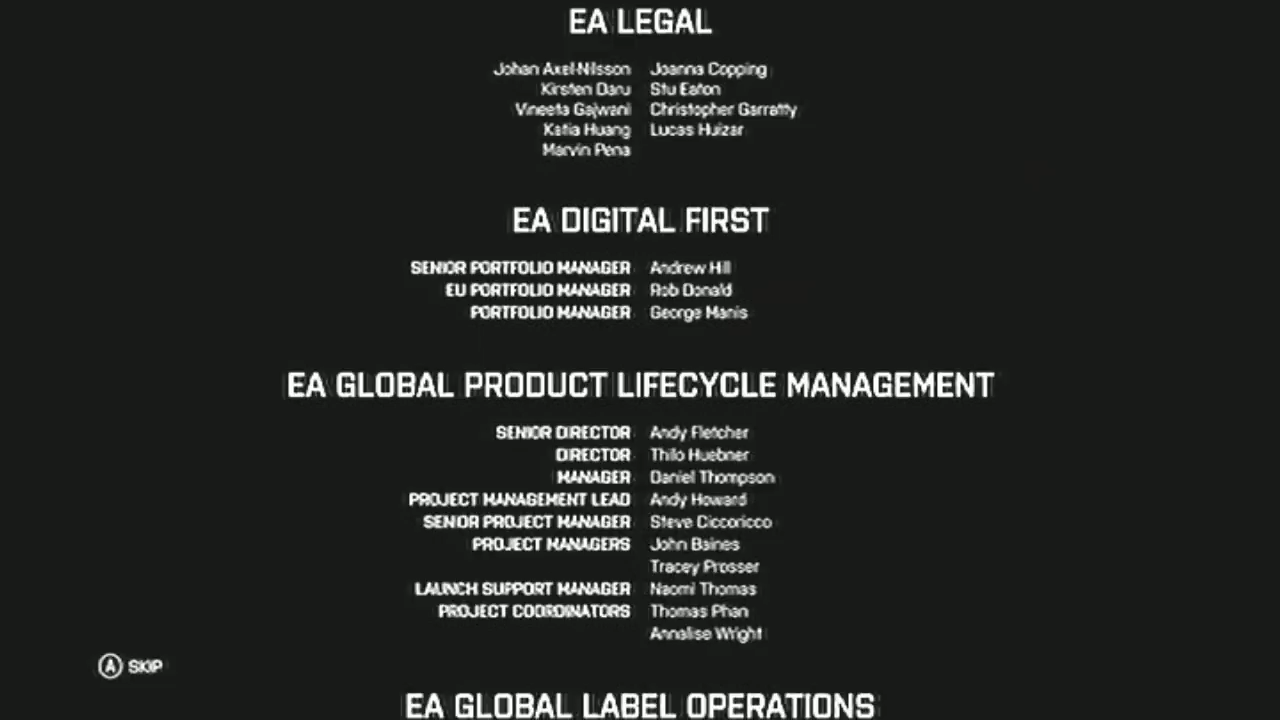 EA LEGAL
Johan Axel-Nilsson Joanna Copping
Kirsten Daru Stu Eaton
Vineeta Gajwani Christopher Garratty
Katia Huang Lucas Huizar
Marvin Pena
EA DIGITAL FIRST
SENIOR PORTFOLIO MANAGER Andrew Hill
EU PORTFOLIO MANAGER Rob Donald
PORTFOLIO MANAGER George Manis
EA GLOBAL PRODUCT LIFECYCLE MANAGEMENT
SENIOR DIRECTOR Andy Fletcher
DIRECTOR Thilo Huebner
MANAGER Daniel Thompson
PROJECT MANAGEMENT LEAD Andy Howard
SENIOR PROJECT MANAGER Steve Ciccoricco
PROJECT MANAGERS John Baines
Tracey Prosser
LAUNCH SUPPORT MANAGER Naomi Thomas
PROJECT COORDINATORS Thomas Phan
Annalise Wright
A SKIP
EA GLOBAL LABEL OPERATIONS